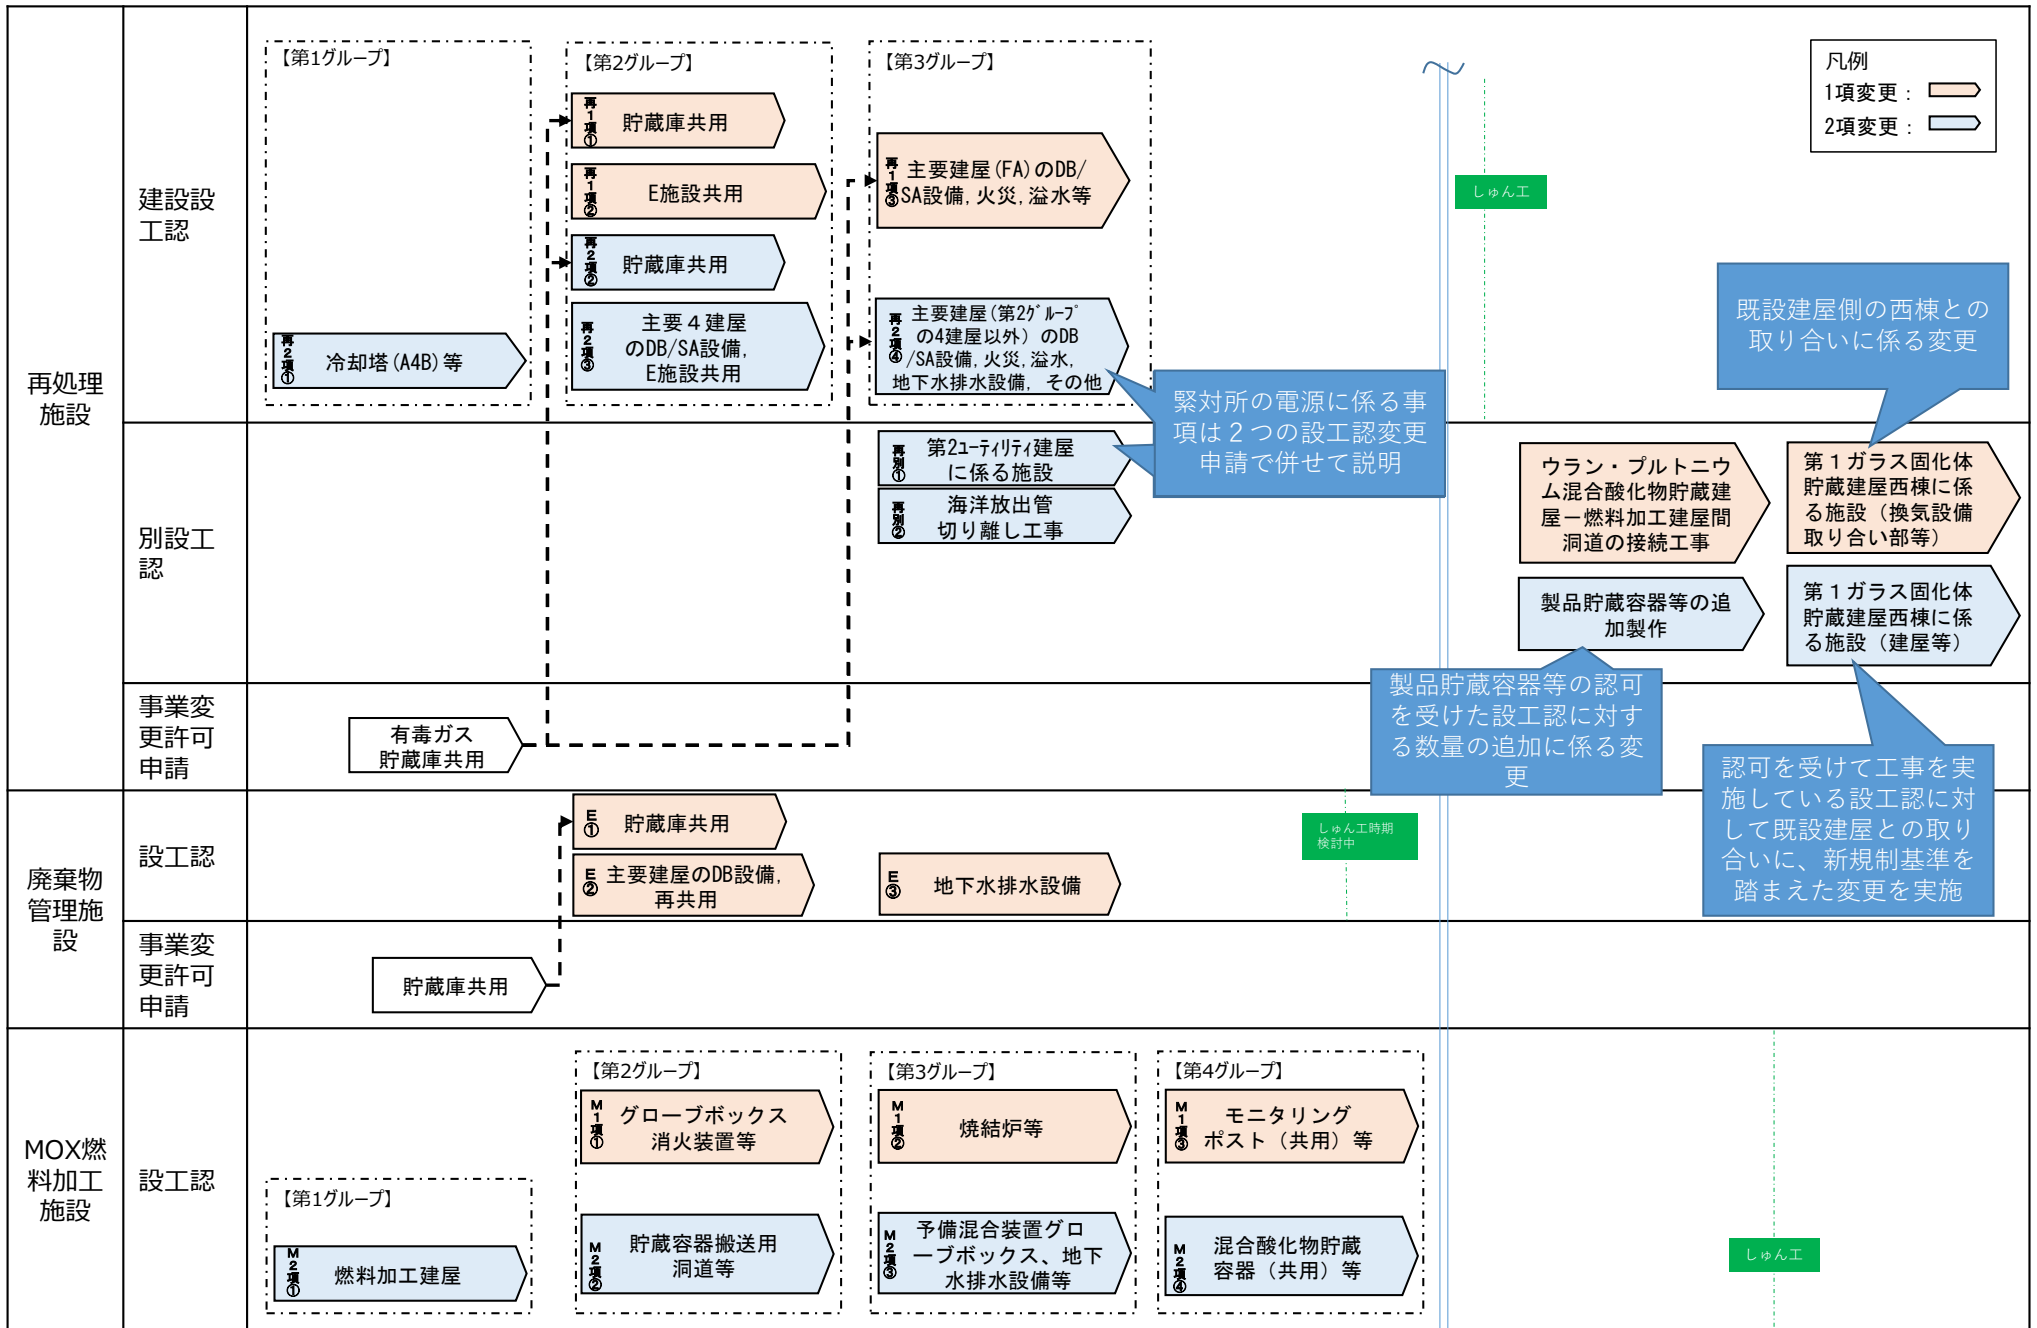 凡例
1項変更：
2項変更：
再処理
施設
建設設
工認
【第1グループ】
再2項①
冷却塔(A4B)等
【第2グループ】
再1項①
貯蔵庫共用
再1項②
E施設共用
再2項②
貯蔵庫共用
再2項③
主要４建屋
のDB/SA設備,
E施設共用
【第3グループ】
再1項③
主要建屋(FA)のDB/
SA設備,火災,溢水等
再2項④
主要建屋(第2ｸﾞﾙｰﾌﾟ
の4建屋以外）のDB
/SA設備,火災,溢水,
地下水排水設備, その他
しゅん工
既設建屋側の西棟との
取り合いに係る変更
緊対所の電源に係る事
項は２つの設工認変更
申請で併せて説明
別設工
認
再別①
第2ﾕｰﾃｨﾘﾃｨ建屋
に係る施設
再別②
海洋放出管
切り離し工事
ウラン・プルトニウ
ム混合酸化物貯蔵建
屋－燃料加工建屋間
洞道の接続工事
第１ガラス固化体
貯蔵建屋西棟に係
る施設（換気設備
取り合い部等）
製品貯蔵容器等の追
加製作
第１ガラス固化体
貯蔵建屋西棟に係
る施設（建屋等）
製品貯蔵容器等の認可
を受けた設工認に対す
る数量の追加に係る変
更
認可を受けて工事を実
施している設工認に対
して既設建屋との取り
合いに、新規制基準を
踏まえた変更を実施
事業変
更許可
申請
有毒ガス
貯蔵庫共用
廃棄物
管理施
設
設工認
E①
貯蔵庫共用
E②
主要建屋のDB設備,
再共用
E③
地下水排水設備
しゅん工時期
検討中
事業変
更許可
申請
貯蔵庫共用
MOX燃
料加工
施設
設工認
【第1グループ】
M2項①
燃料加工建屋
【第2グループ】
M1項①
グローブボックス
消火装置等
M2項②
貯蔵容器搬送用
洞道等
【第3グループ】
M1項②
焼結炉等
M2項③
予備混合装置グロ
ーブボックス、地下
水排水設備等
【第4グループ】
M1項③
モニタリング
ポスト（共用）等
M2項④
混合酸化物貯蔵
容器（共用）等
しゅん工